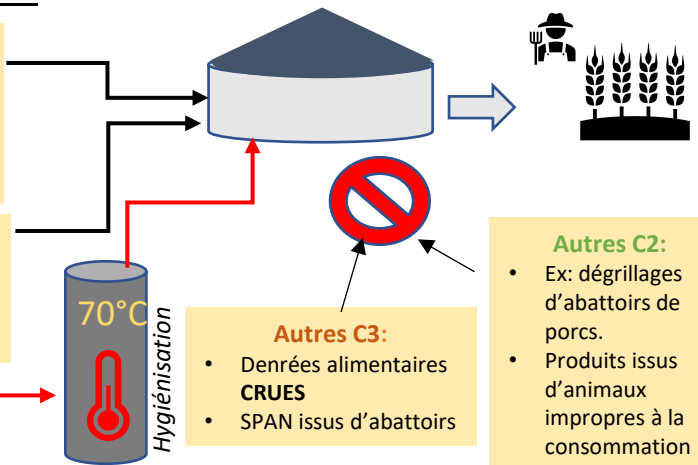 70°C
Hygiénisation
Autres C3:
• Denrées alimentaires
CRUES
• SPAN issus d’abattoirs
Autres C2:
• Ex: dégrillages
d’abattoirs de
porcs.
• Produits issus
d’animaux
impropres à la
consommation